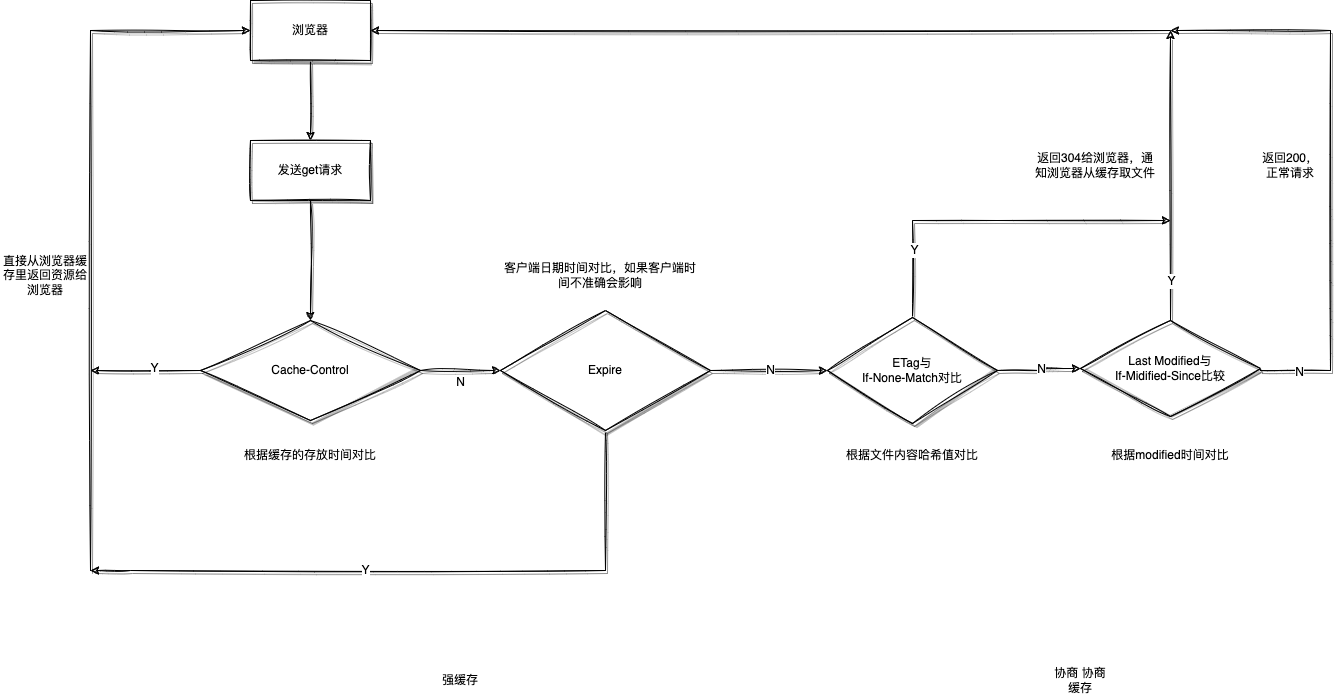 浏览器
返回304给浏览器，通
知浏览器从缓存取文件
返回200，
正常请求
发送get请求
直接从浏览器缓
存里返回资源给
浏览器
客户端日期时间对比，如果客户端时
间不准确会影响
Y
Y
Y
Cache-Control
N
Expire
N
ETag与
If-None-Match对比
N
Last Modified与
If-Midified-Since比较
N
根据缓存的存放时间对比
根据文件内容哈希值对比
根据modified时间对比
Y
强缓存
协商 协商
缓存